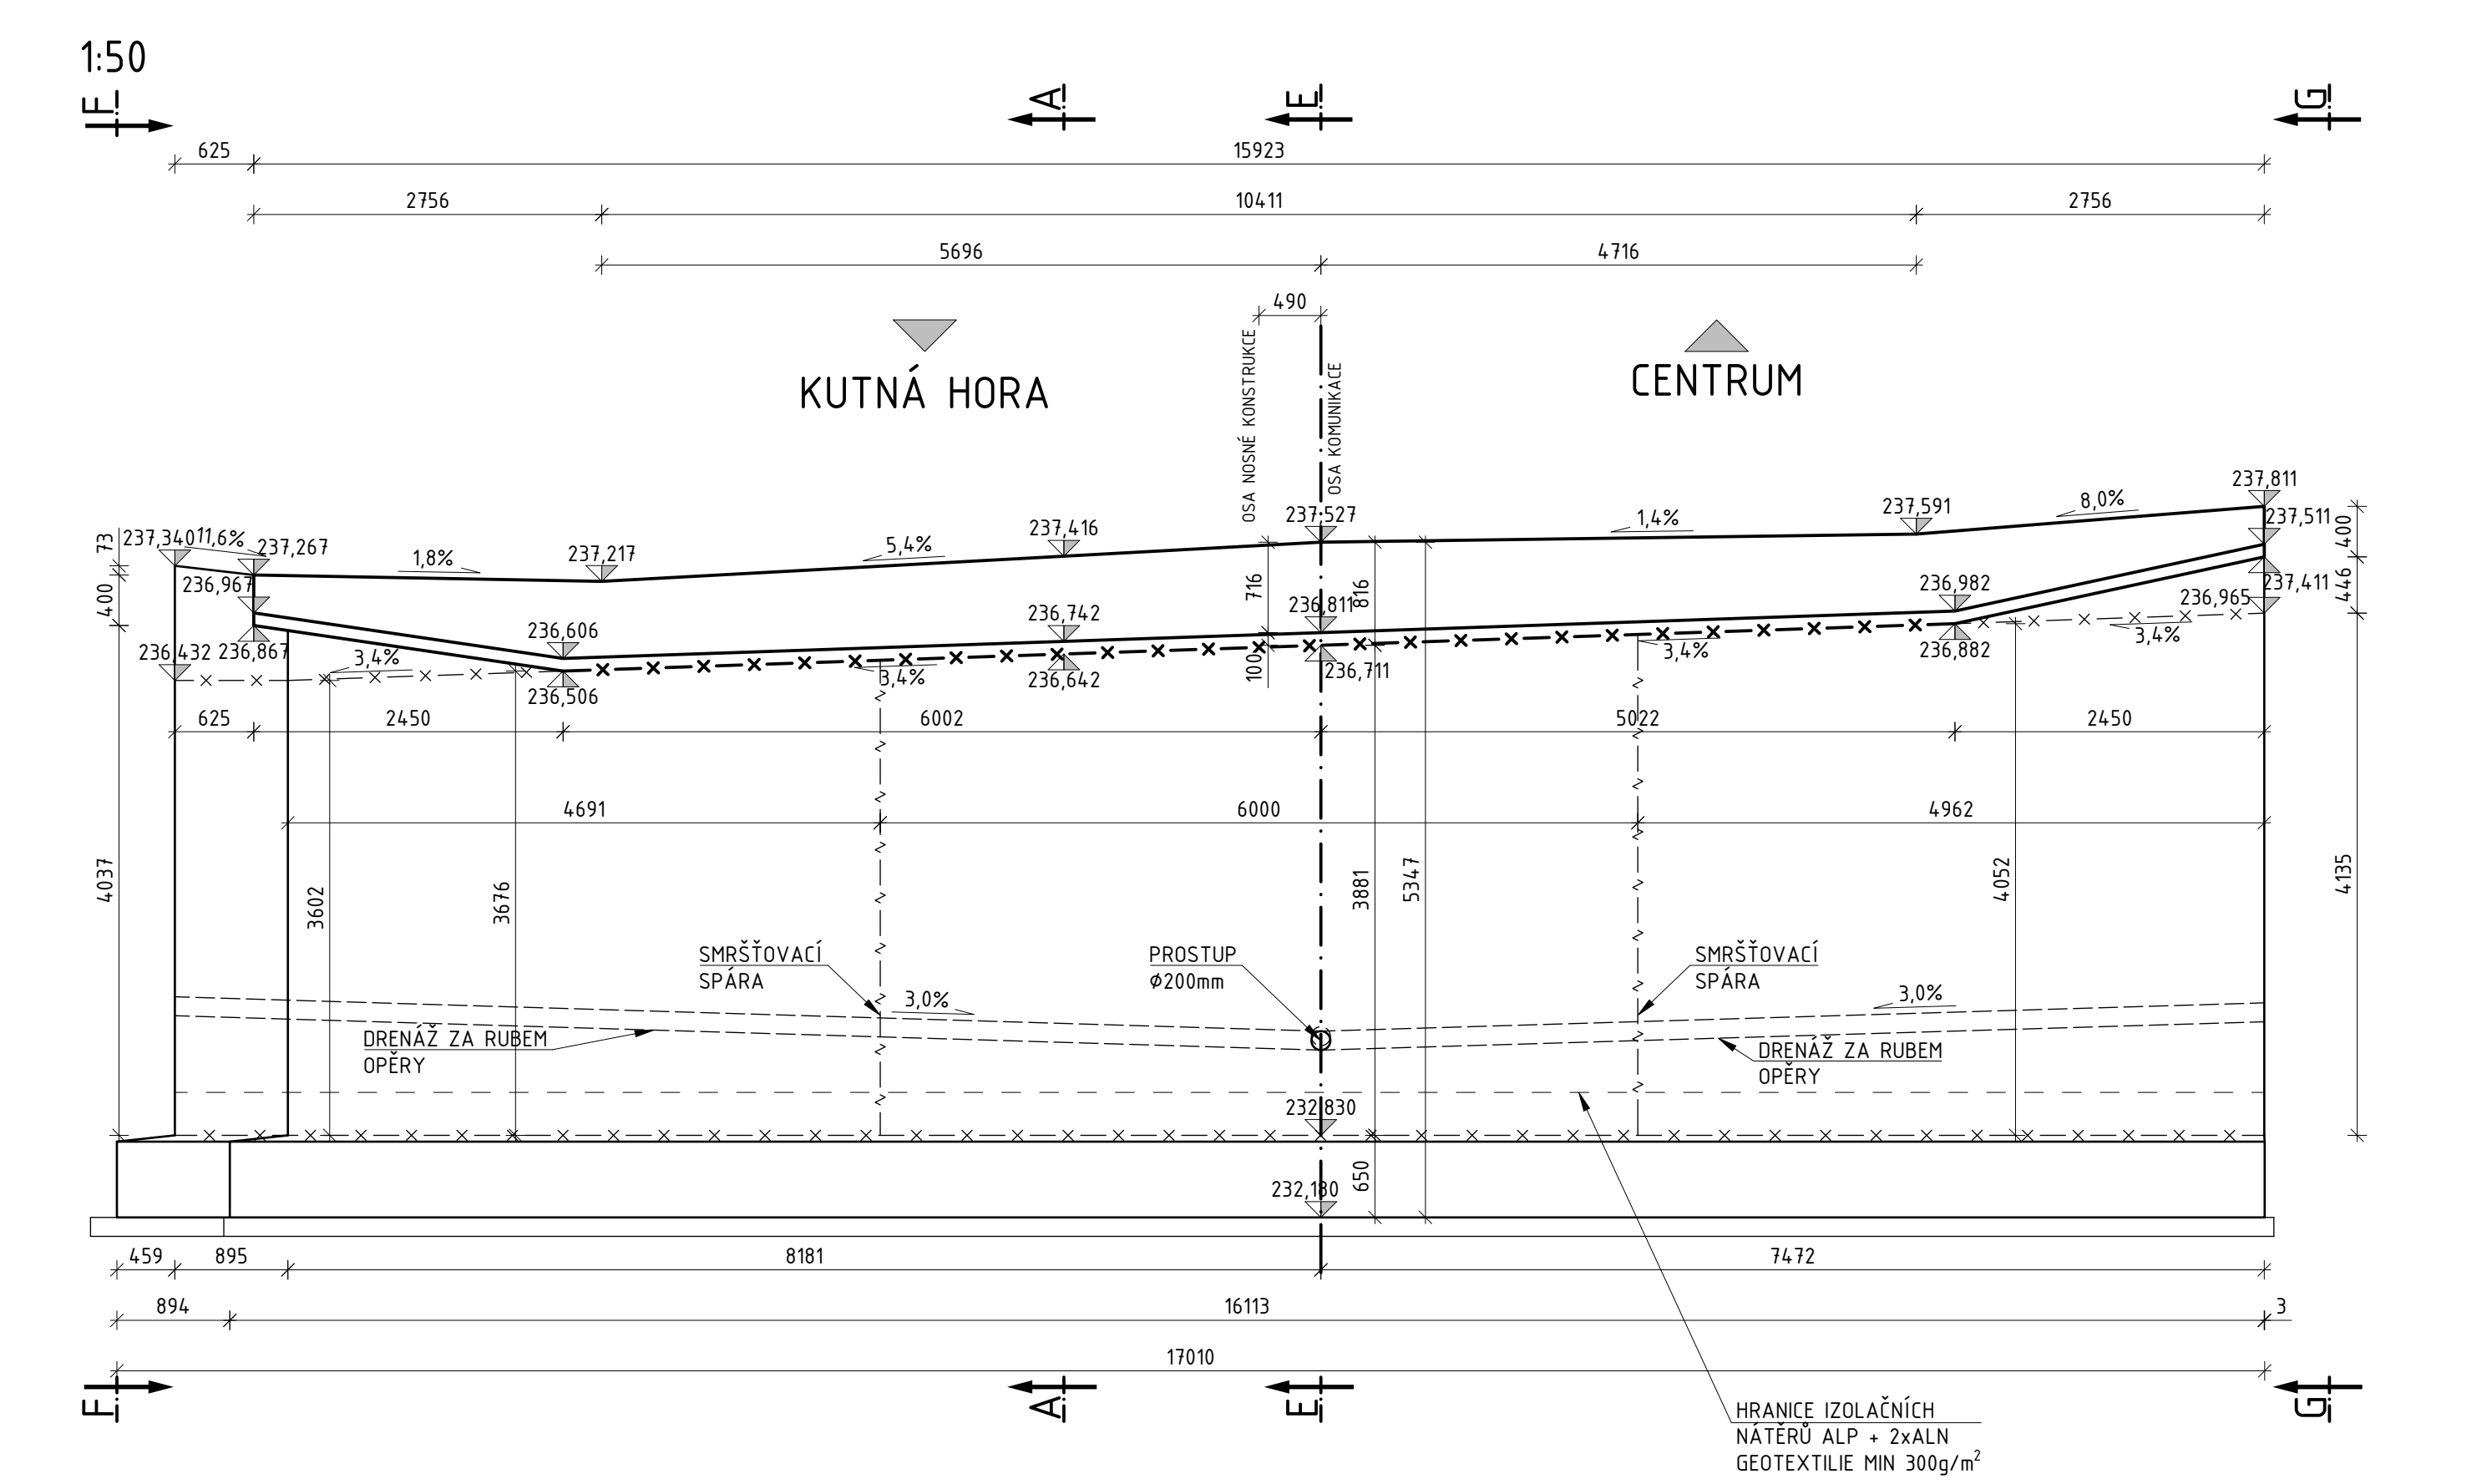 1:50
F
A
E
G
625
15923
2756
10411
2756
5696
4716
490
OSA NOSNÉ KONSTRUKCE
OSA KOMUNIKACE
KUTNÁ HORA
CENTRUM
237,811
237,591
8,0%
237,511
400
237,527
1,4%
237,416
5,4%
73
237,340
11,6%
237,267
1,8%
237,217
236,967
400
716
816
236,982
237,411
446
236,965
3,4%
236,811
236,742
236,606
236,432
236,867
3,4%
3,4%
100
236,711
3,4%
236,882
236,506
236,642
625
2450
6002
5022
2450
4691
6000
4962
4037
3602
3676
3881
5347
4052
4135
SMRŠŤOVACÍ
SPÁRA
PROSTUP
Ø200mm
SMRŠŤOVACÍ
SPÁRA
3,0%
3,0%
DRENÁŽ ZA RUBEM
OPĚRY
DRENÁŽ ZA RUBEM
OPĚRY
232,830
650
232,180
459
895
8181
7472
894
16113
3
17010
F
A
E
G
HRANICE IZOLAČNÍCH
NÁTĚRŮ ALP + 2xALN
GEOTEXTILIE MIN 300g/m²